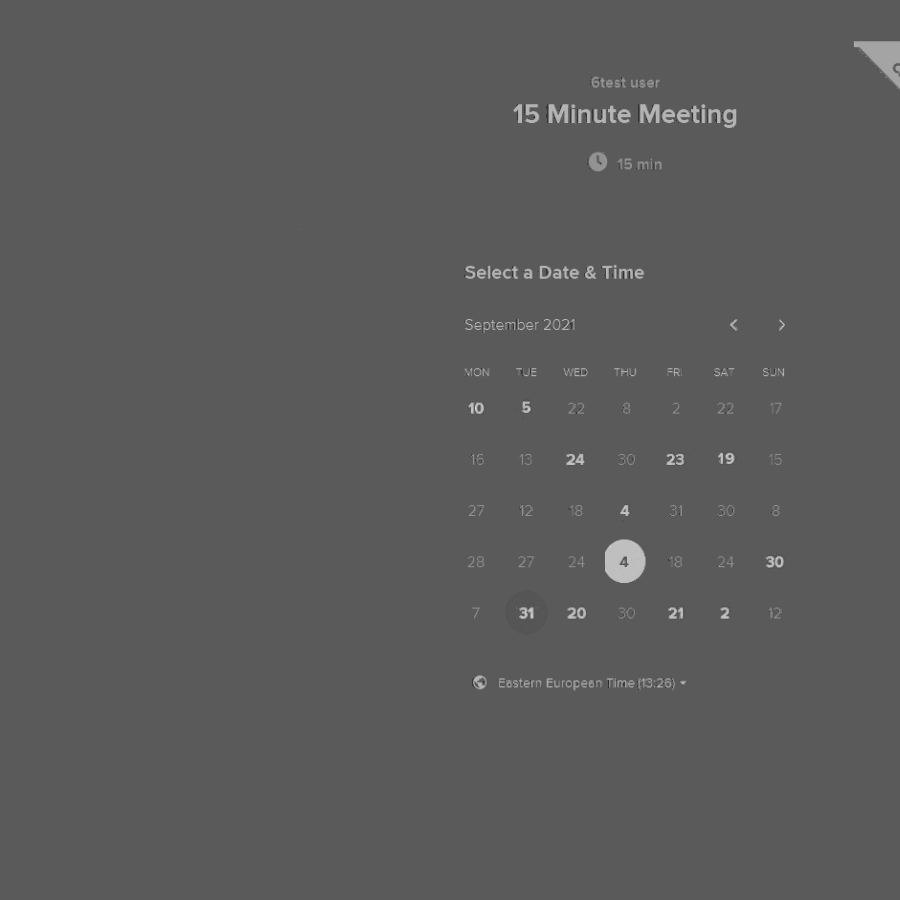 6test user
15 Minute Meeting
15 min
Select a Date & Time
September 2021
MON TUE WED THU FRI SAT SUN
10 5 22 8 2 22 17
16 13 24 30 23 19 15
27 12 18 4 31 30 8
28 27 24 4 18 24 30
7 31 20 30 21 2 12
Eastern European Time (13:26)